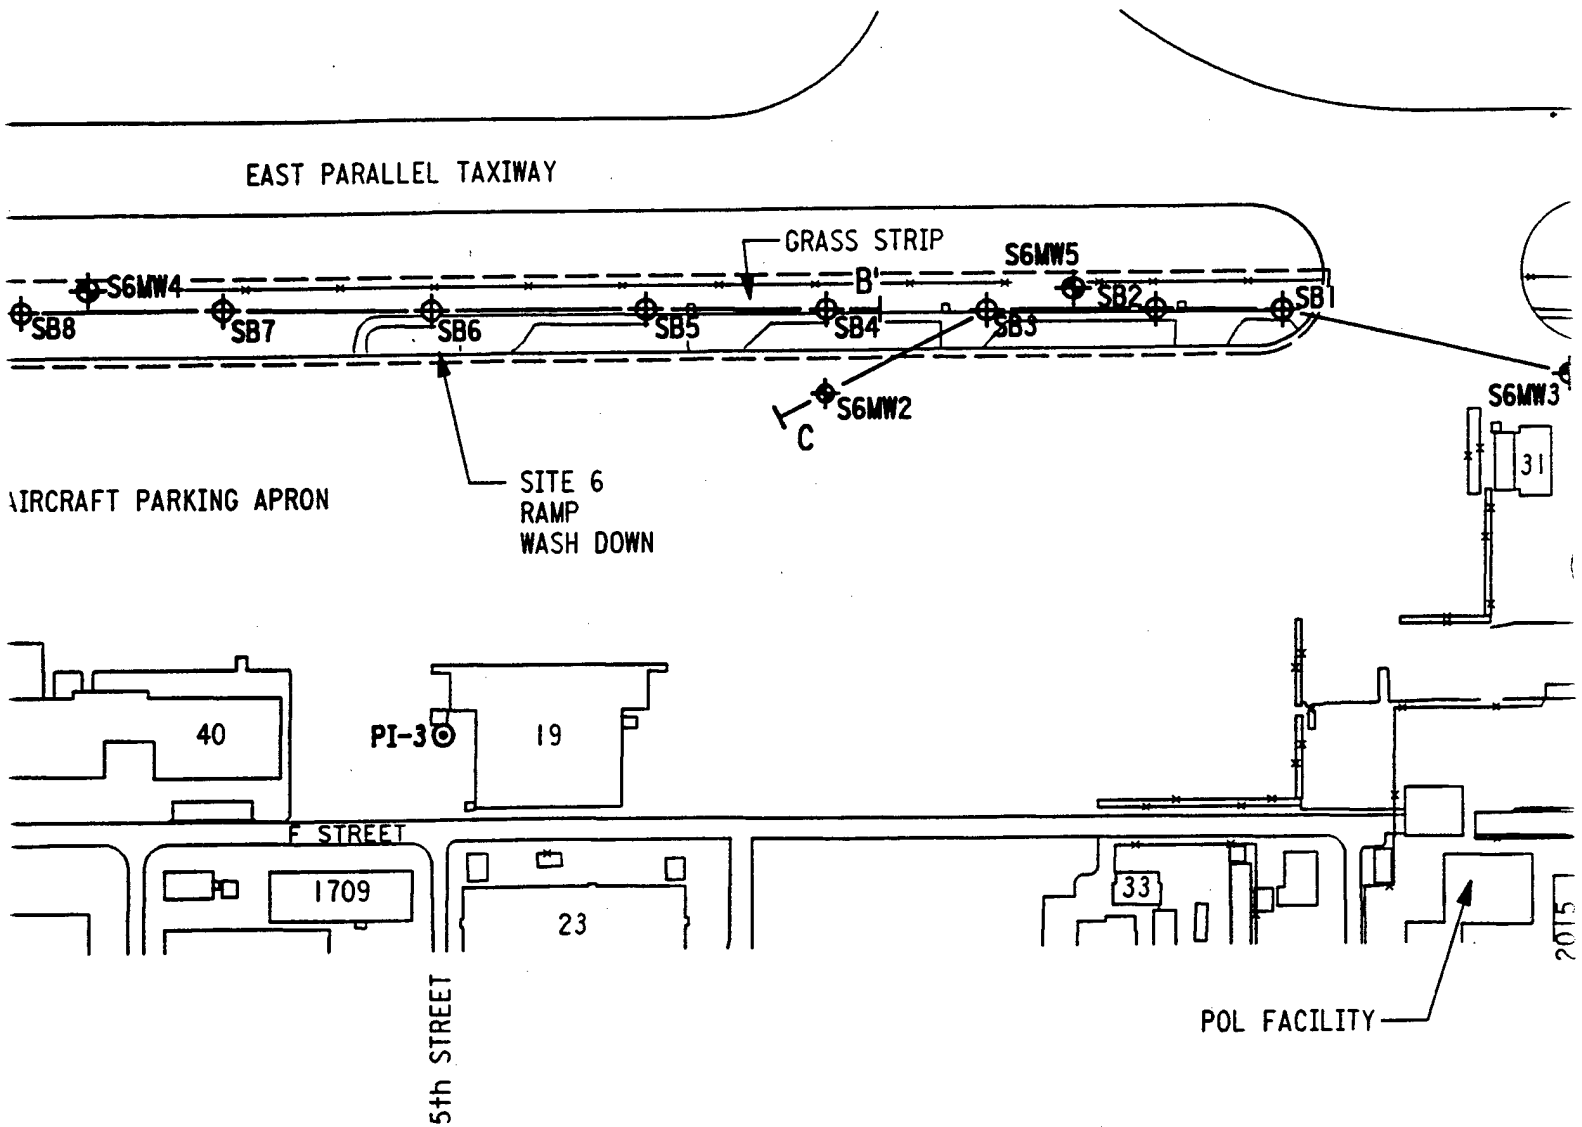 EAST PARALLEL TAXIWAY
GRASS STRIP
S6MW5
B'
S6MW4
SB2
SB1
SB8
SB7
SB6
SB5
SB4
SB3
S6MW3
S6MW2
C
31
SITE 6
RAMP
WASH DOWN
AIRCRAFT PARKING APRON
40
PI-3
19
F STREET
1709
33
23
2015
5th STREET
POL FACILITY